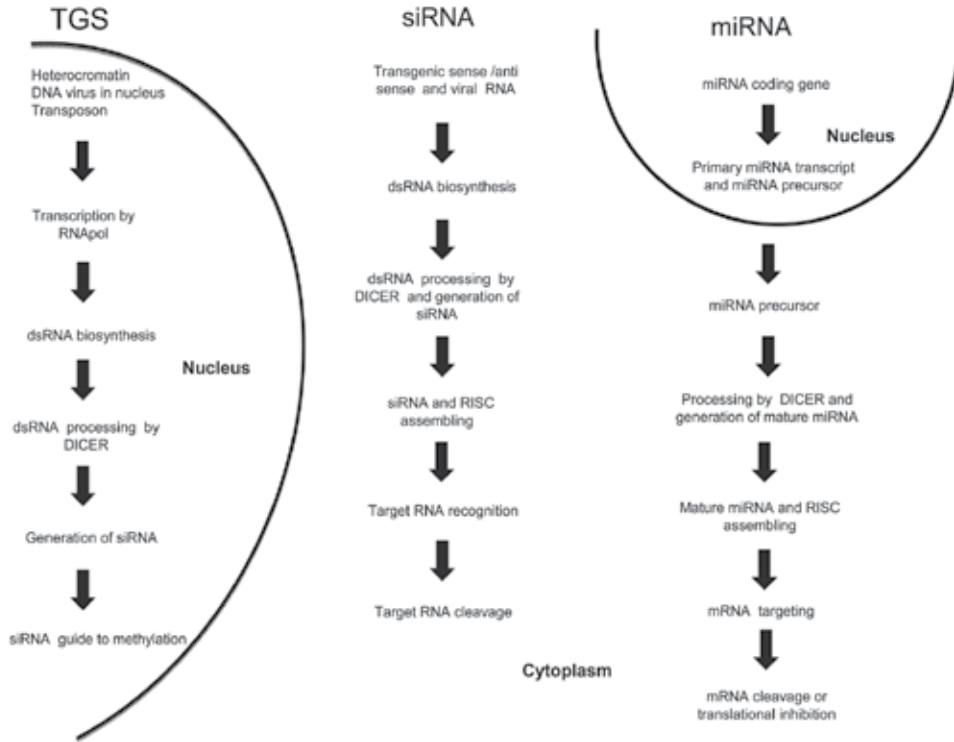 TGS
Heterocromatin
DNA virus in nucleus
Transposon
Transcription by
RNApol
dsRNA biosynthesis
Nucleus
dsRNA processing by
DICER
Generation of siRNA
siRNA guide to methylation
siRNA
Transgenic sense /anti
sense and viral RNA
dsRNA biosynthesis
dsRNA processing by
DICER and generation of
siRNA
siRNA and RISC
assembling
Target RNA recognition
Target RNA cleavage
Cytoplasm
miRNA
miRNA coding gene
Nucleus
Primary miRNA transcript
and miRNA precursor
miRNA precursor
Processing by DICER and
generation of mature miRNA
Mature miRNA and RISC
assembling
mRNA targeting
mRNA cleavage or
translational inhibition